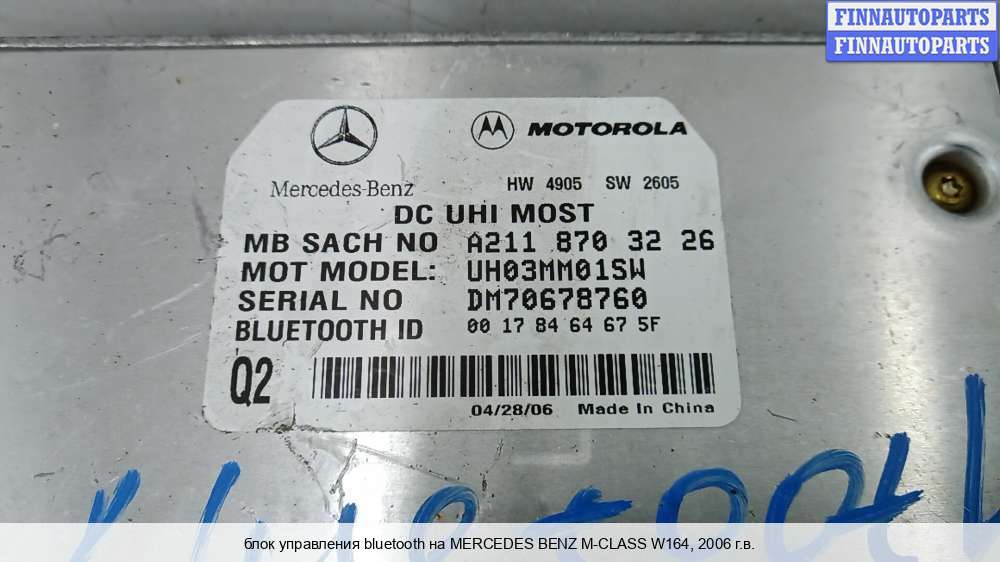 FINNAUTOPARTS
FINNAUTOPARTS
MOTOROLA
Mercedes-Benz
HW 4905 SW 2605
DC UHI MOST
MB SACH NO A211 870 32 26
MOT MODEL: UH03MM01SW
SERIAL NO DM70678760
BLUETOOTH ID 00 17 84 64 67 5F
Q2
04/28/06 Made In China
блок управления bluetooth на MERCEDES BENZ M-CLASS W164, 2006 г.в.